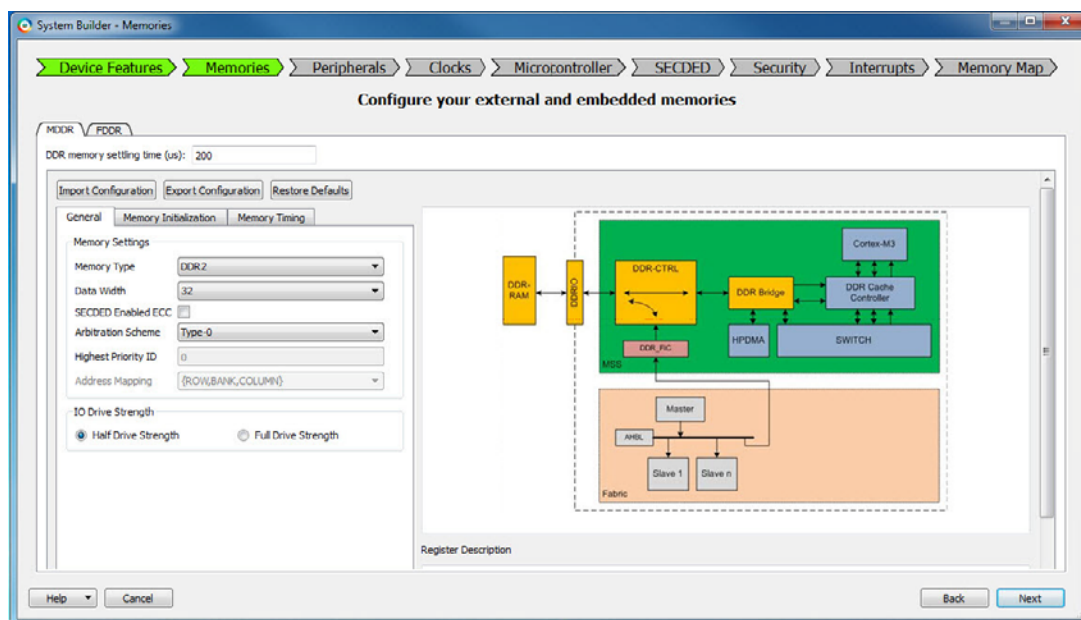 System Builder - Memories
Device Features Memories Peripherals Clocks Microcontroller SECDED Security Interrupts Memory Map
Configure your external and embedded memories
MDDR FDDR
DDR memory settling time (us): 200
Import Configuration Export Configuration Restore Defaults
General Memory Initialization Memory Timing
Memory Settings
Memory Type DDR2
Data Width 32
SECDED Enabled ECC
Arbitration Scheme Type-0
Highest Priority ID 0
Address Mapping {ROW,BANK,COLUMN}
IO Drive Strength
Half Drive Strength Full Drive Strength
Cortex-M3
DDR-
RAM
DDRIO
DDR-CTRL
DDR Bridge
DDR Cache
Controller
DDR_FIC
HPDMA
SWITCH
MSS
Master
AHBL
Slave 1 Slave n
Fabric
Register Description
Help Cancel Back Next